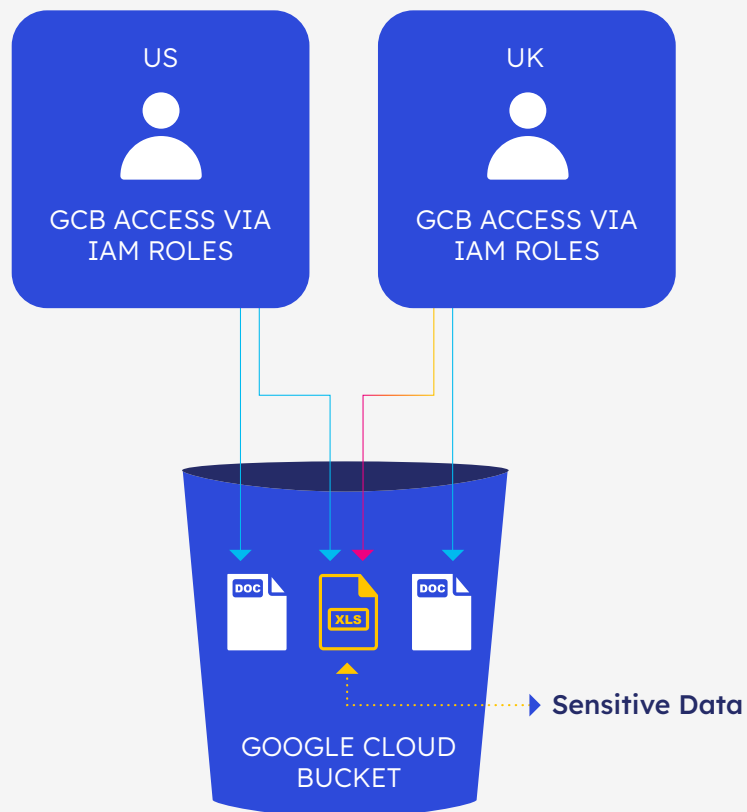 US
GCB ACCESS VIA
IAM ROLES
UK
GCB ACCESS VIA
IAM ROLES
DOC
XLS
DOC
Sensitive Data
GOOGLE CLOUD
BUCKET